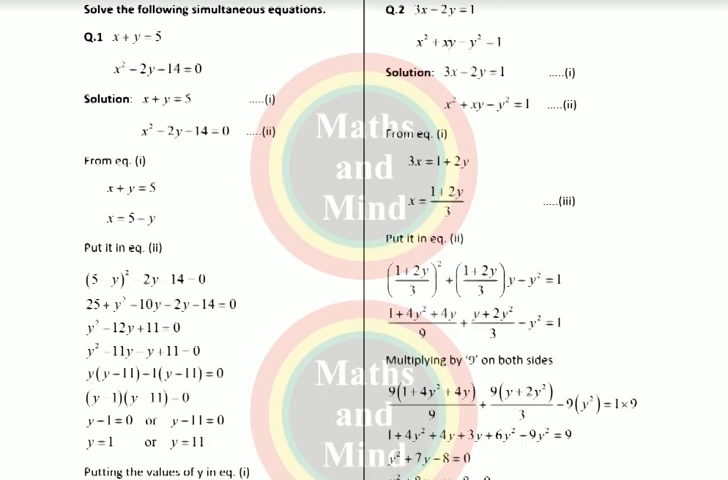 Solve the following simultaneous equations.
Q.1 x + y = 5
x² − 2y − 14 = 0
Solution: x + y = 5 .....(i)
x² − 2y − 14 = 0 .....(ii)
From eq. (i)
x + y = 5
x = 5 − y
Put it in eq. (ii)
(5 − y)² − 2y − 14 = 0
25 + y² − 10y − 2y − 14 = 0
y² − 12y + 11 = 0
y² − 11y − y + 11 = 0
y(y − 11) − 1(y − 11) = 0
(y − 1)(y − 11) = 0
y − 1 = 0 or y − 11 = 0
y = 1 or y = 11
Putting the values of y in eq. (i)
Q.2 3x − 2y = 1
x² + xy − y² = 1
Solution: 3x − 2y = 1 .....(i)
x² + xy − y² = 1 .....(ii)
From eq. (i)
3x = 1 + 2y
x = (1 + 2y)/3 .....(iii)
Put it in eq. (ii)
((1 + 2y)/3)² + ((1 + 2y)/3)y − y² = 1
(1 + 4y² + 4y)/9 + (y + 2y²)/3 − y² = 1
Multiplying by '9' on both sides
9(1 + 4y² + 4y)/9 + 9(y + 2y²)/3 − 9(y²) = 1 × 9
1 + 4y² + 4y + 3y + 6y² − 9y² = 9
y² + 7y − 8 = 0
Maths
and
Mind
Maths
and
Mind